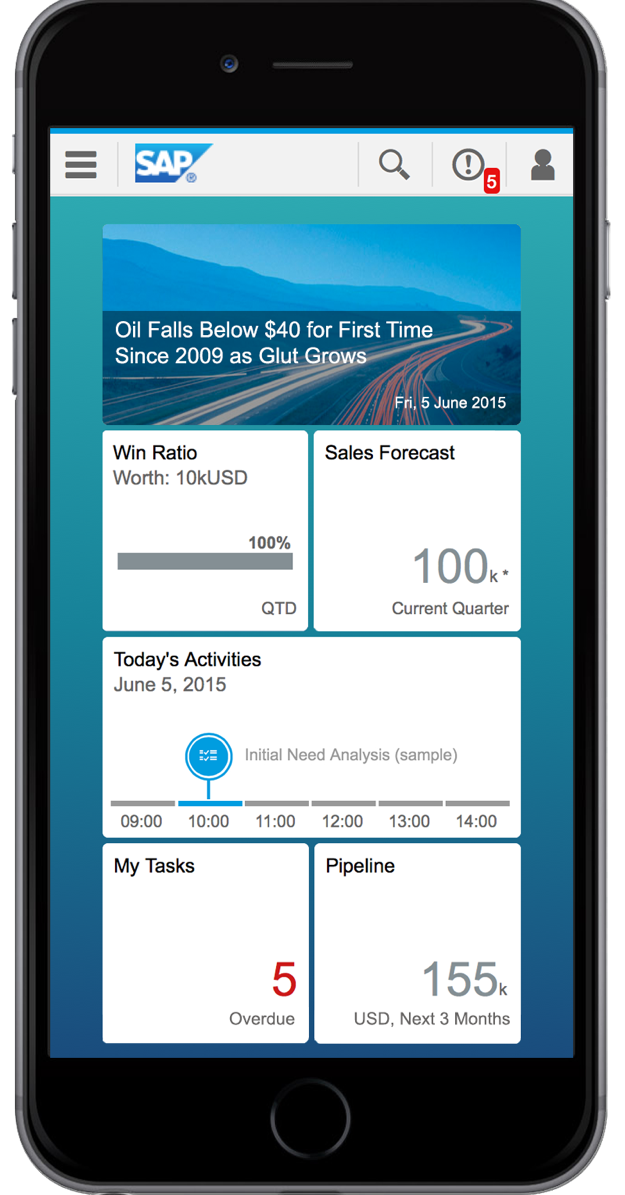 SAP
5
Oil Falls Below $40 for First Time
Since 2009 as Glut Grows
Fri, 5 June 2015
Win Ratio
Worth: 10kUSD
100%
QTD
Sales Forecast
100k *
Current Quarter
Today's Activities
June 5, 2015
Initial Need Analysis (sample)
09:00 10:00 11:00 12:00 13:00 14:00
My Tasks
5
Overdue
Pipeline
155k
USD, Next 3 Months